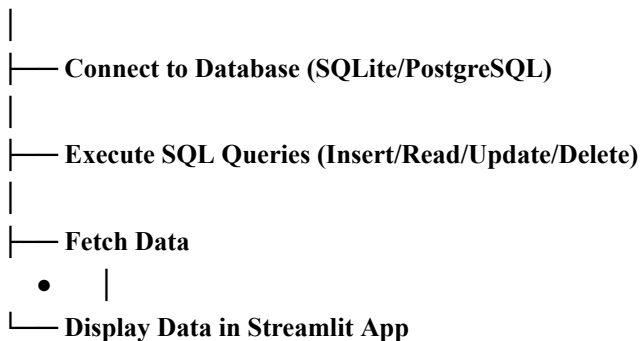 │
├── Connect to Database (SQLite/PostgreSQL)
│
├── Execute SQL Queries (Insert/Read/Update/Delete)
│
├── Fetch Data
● │
└── Display Data in Streamlit App